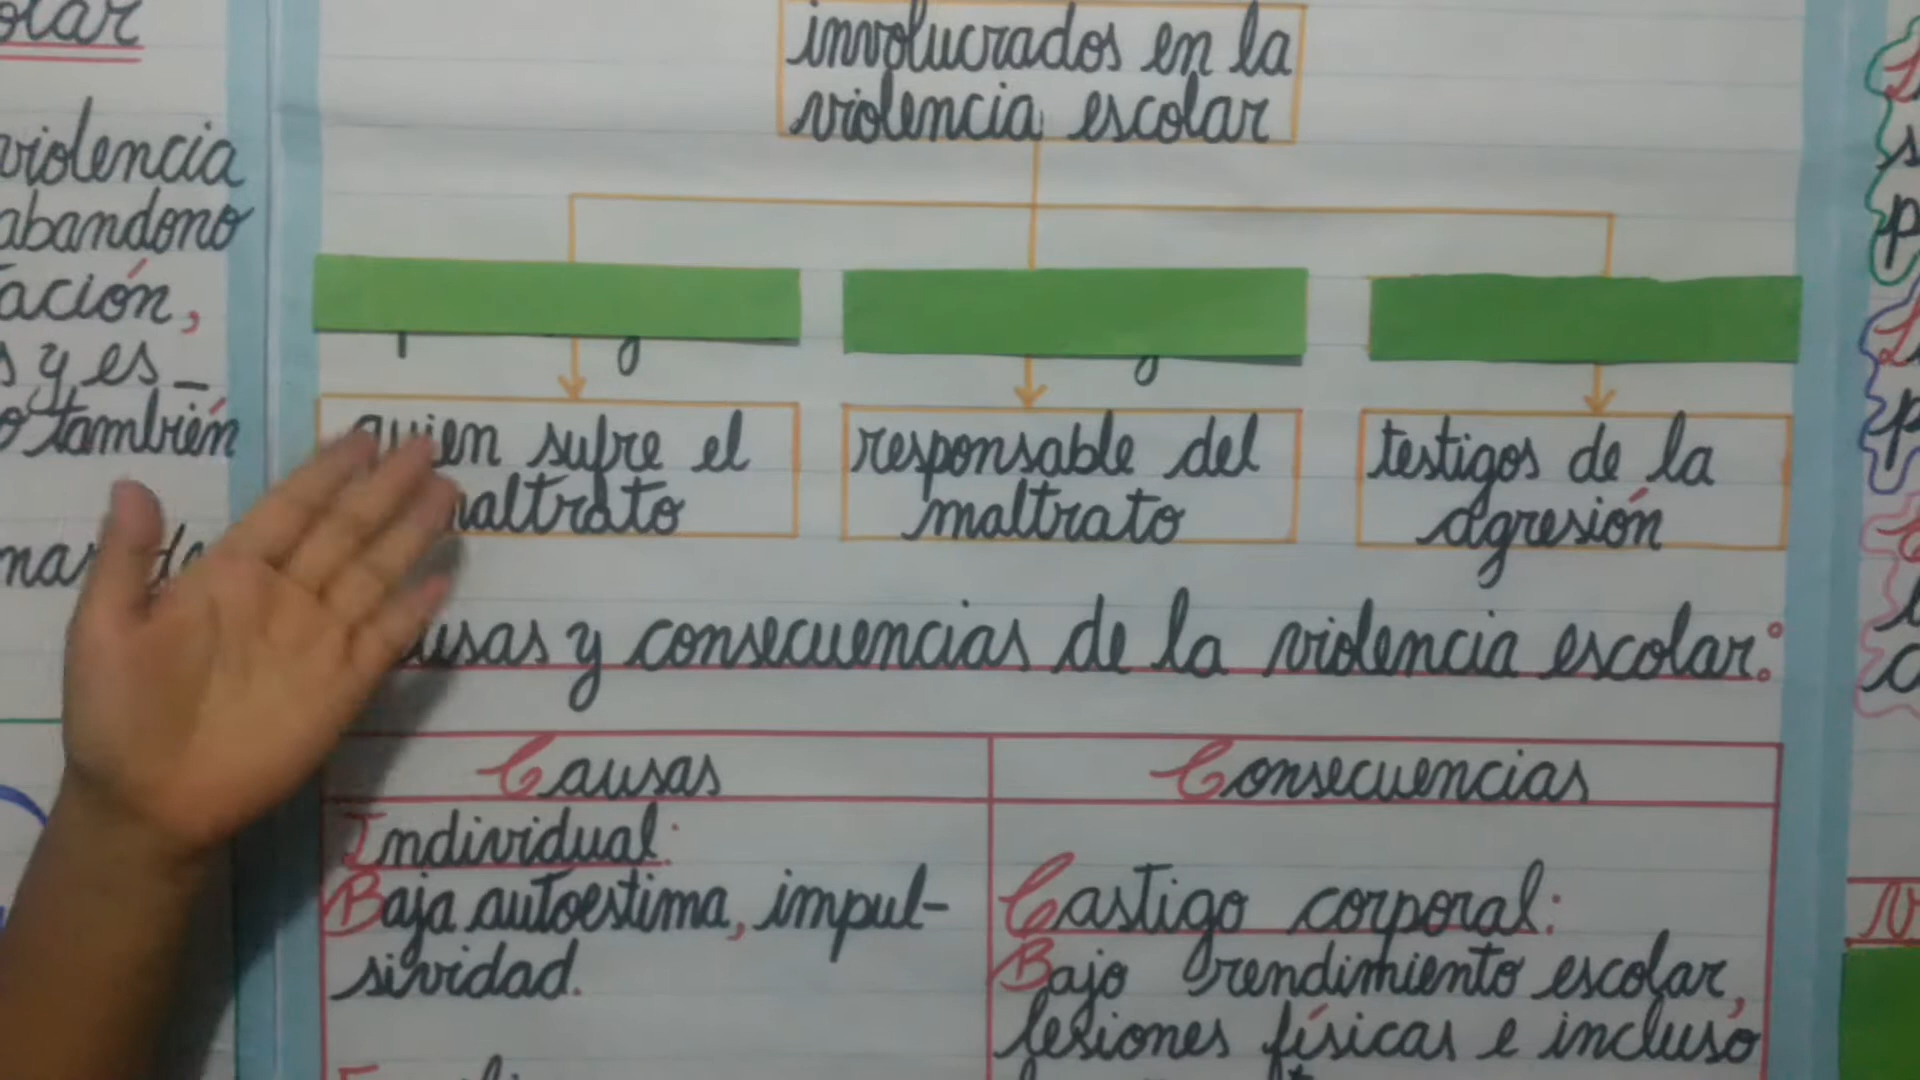 involucrados en la
violencia escolar
violencia
abandono
s y es_
o también
quien sufre el
maltrato
responsable del
maltrato
testigos de la
agresión
y consecuencias de la violencia escolar:
Causas
Consecuencias
Individual:
Baja autoestima, impul-
sividad.
Castigo corporal:
Bajo rendimiento escolar,
lesiones físicas e incluso